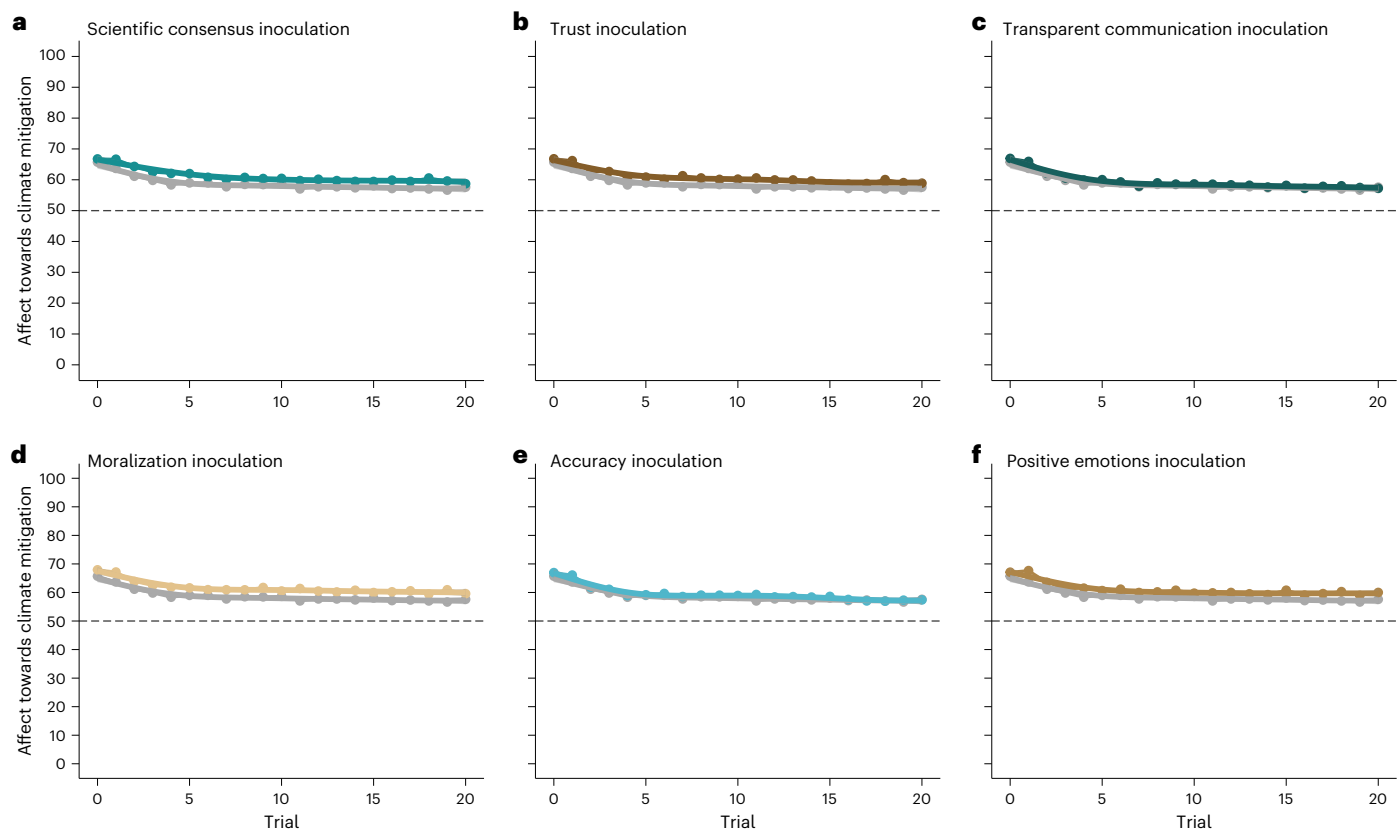 a Scientific consensus inoculation
b Trust inoculation
c Transparent communication inoculation
Affect towards climate mitigation
100
90
80
70
60
50
40
30
20
10
0
0 5 10 15 20
0 5 10 15 20
0 5 10 15 20
d Moralization inoculation
e Accuracy inoculation
f Positive emotions inoculation
Affect towards climate mitigation
100
90
80
70
60
50
40
30
20
10
0
0 5 10 15 20
0 5 10 15 20
0 5 10 15 20
Trial
Trial
Trial